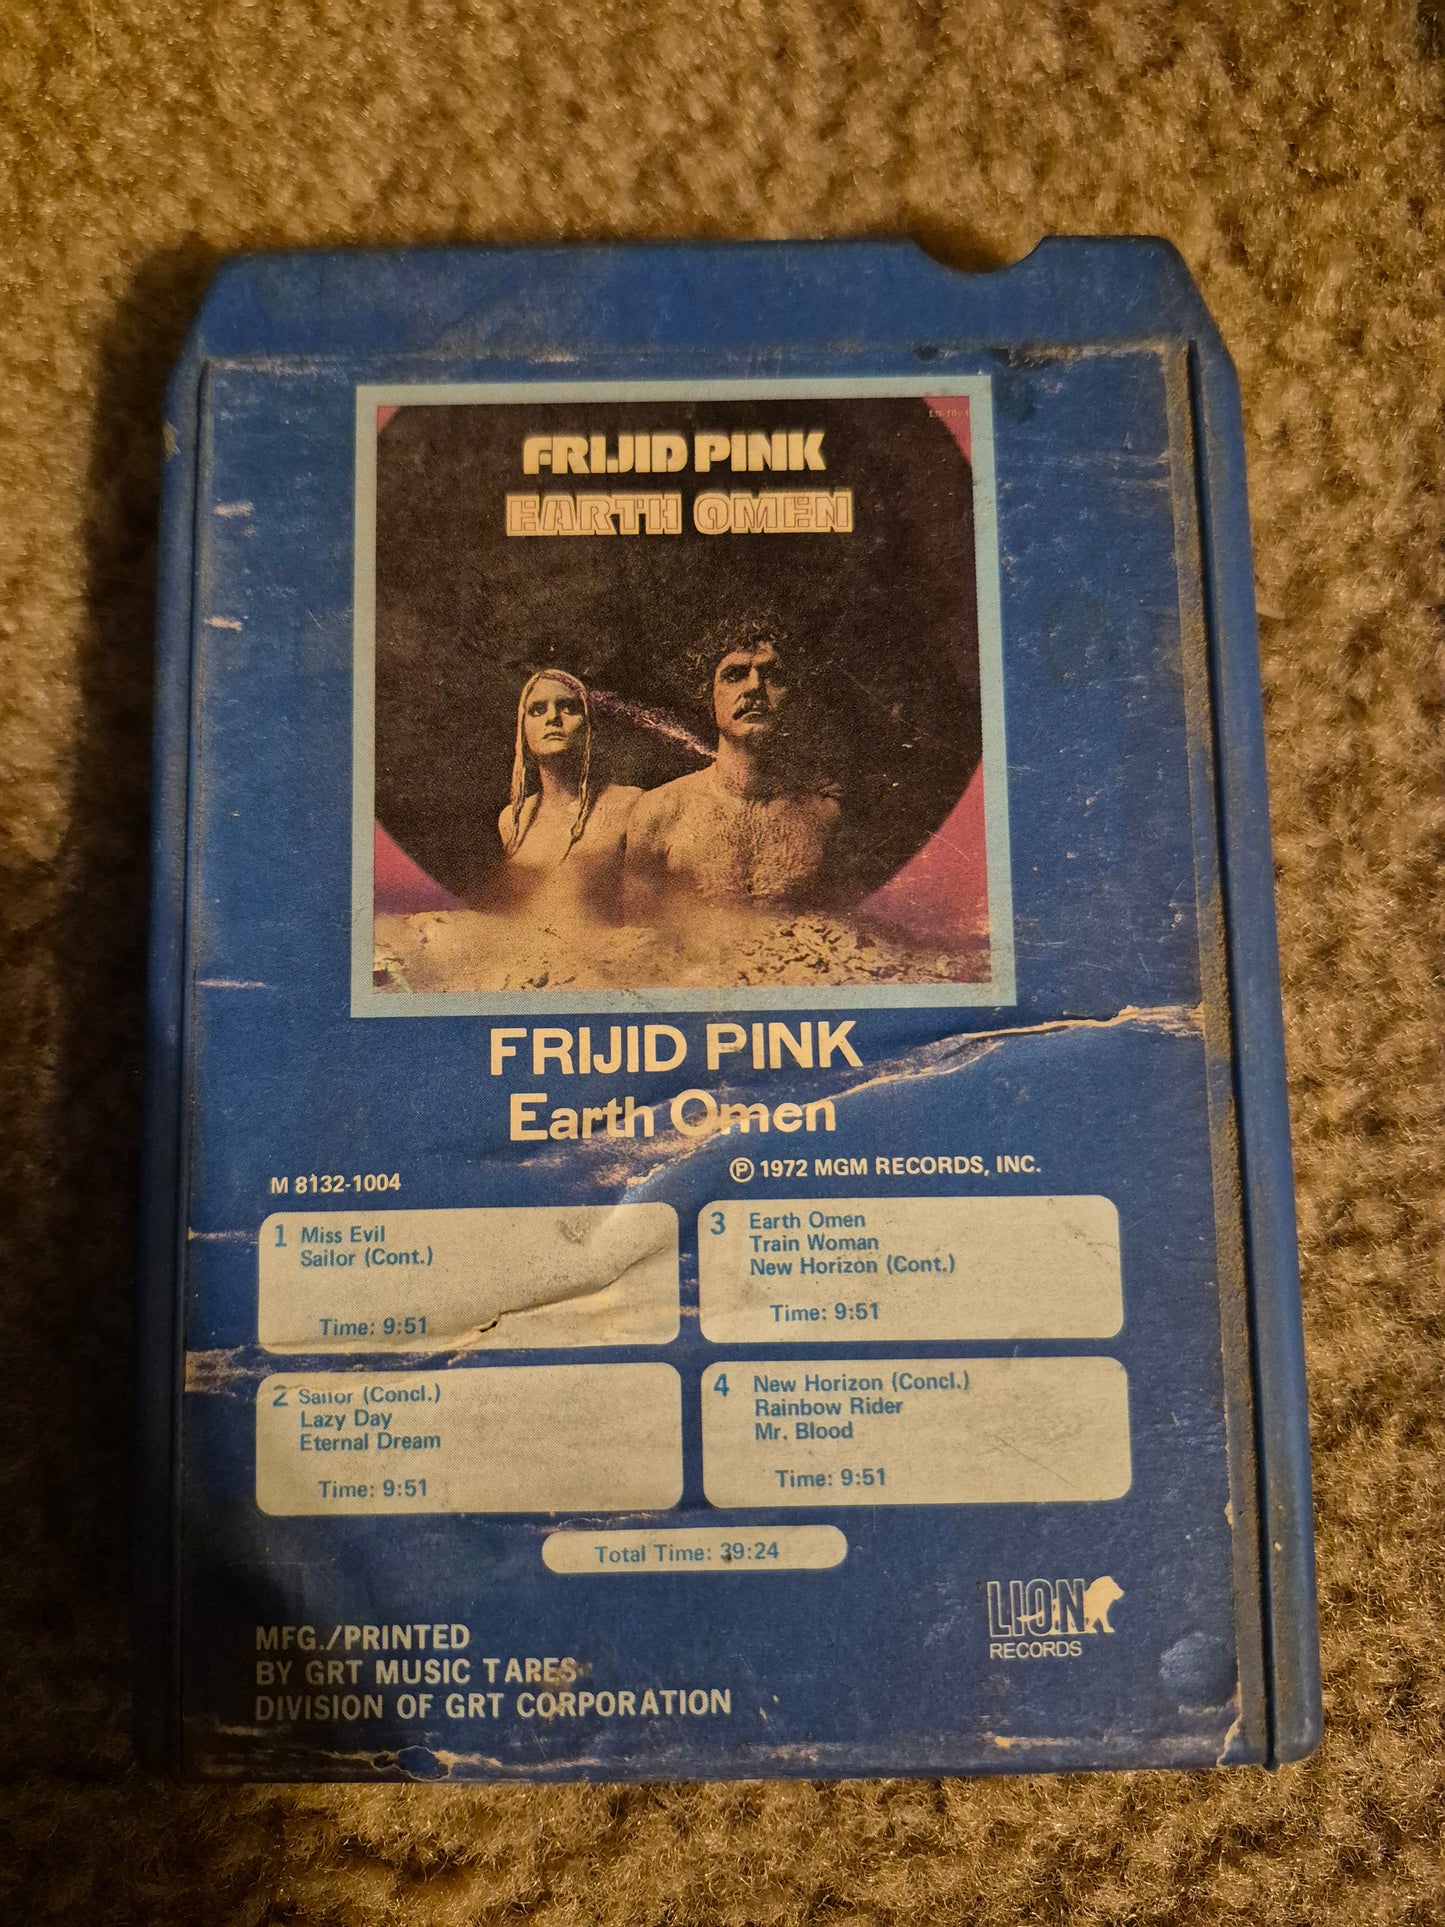 FRIJID PINK
EARTH OMEN
FRIJID PINK
Earth Omen
M 8132-1004
Ⓟ 1972 MGM RECORDS, INC.
1 Miss Evil
Sailor (Cont.)
Time: 9:51
2 Sailor (Concl.)
Lazy Day
Eternal Dream
Time: 9:51
3 Earth Omen
Train Woman
New Horizon (Cont.)
Time: 9:51
4 New Horizon (Concl.)
Rainbow Rider
Mr. Blood
Time: 9:51
Total Time: 39:24
LION
RECORDS
MFG./PRINTED
BY GRT MUSIC TAPES
DIVISION OF GRT CORPORATION